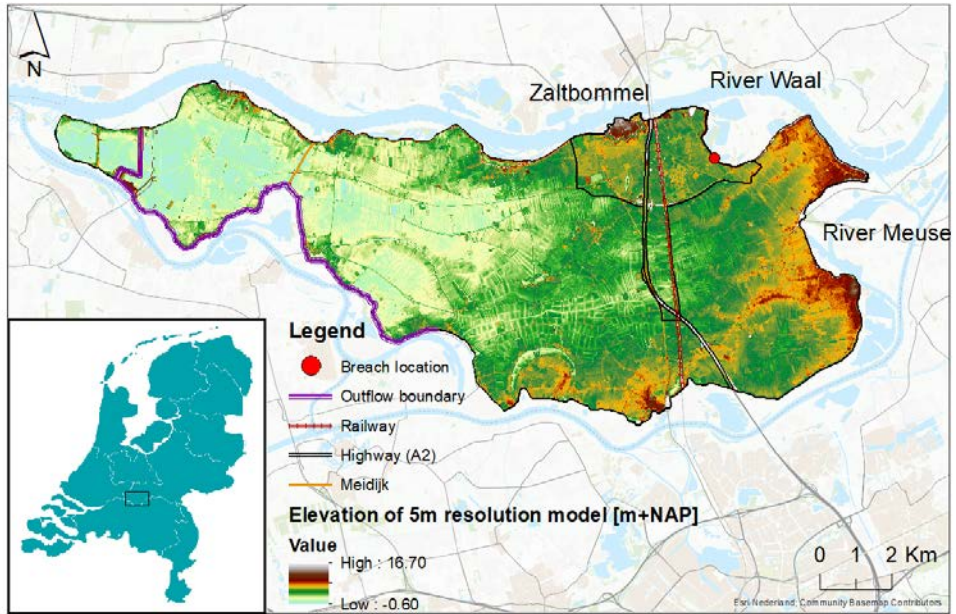 N
Zaltbommel
River Waal
River Meuse
Legend
Breach location
Outflow boundary
Railway
Highway (A2)
Meidijk
Elevation of 5m resolution model [m+NAP]
Value
High : 16.70
Low : -0.60
0 1 2 Km
Esri Nederland, Community Basemap Contributors